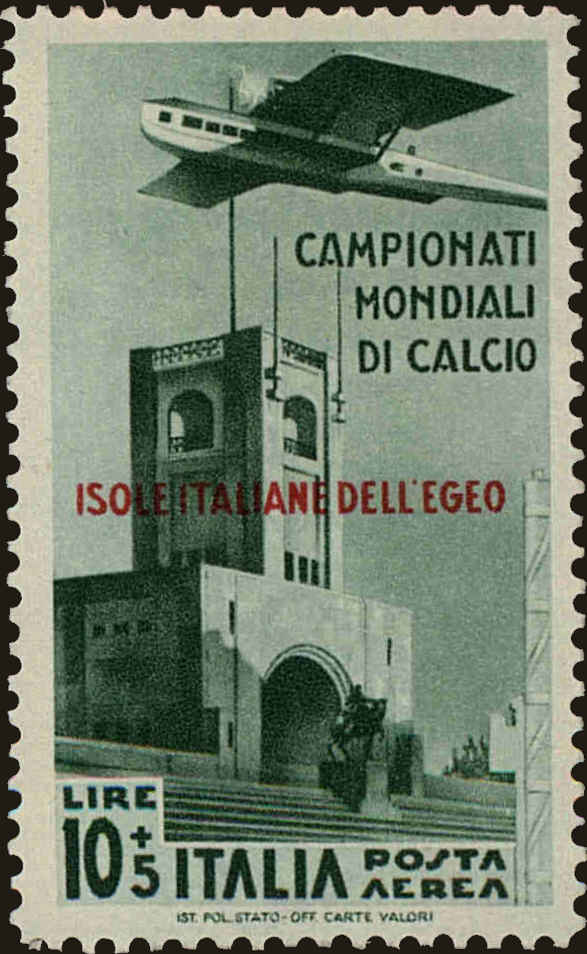 CAMPIONATI
MONDIALI
DI CALCIO
ISOLE ITALIANE DELL'EGEO
LIRE
10+5
ITALIA
POSTA
AEREA
IST. POL. STATO - OFF. CARTE VALORI